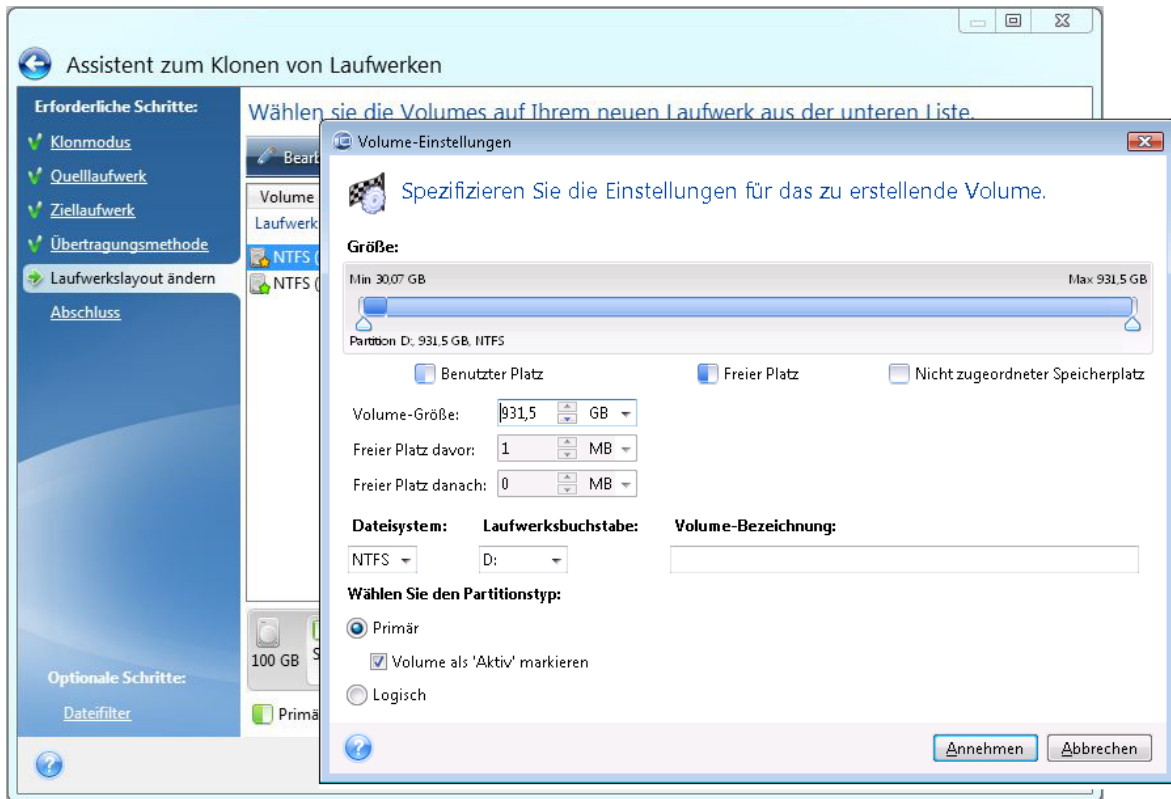 Assistent zum Klonen von Laufwerken
Erforderliche Schritte:
Klonmodus
Quelllaufwerk
Ziellaufwerk
Übertragungsmethode
Laufwerkslayout ändern
Abschluss
Optionale Schritte:
Dateifilter
Wählen sie die Volumes auf Ihrem neuen Laufwerk aus der unteren Liste.
Bearb
Volume
Laufwerk
NTFS (
NTFS (
100 GB S
Primä
Volume-Einstellungen
Spezifizieren Sie die Einstellungen für das zu erstellende Volume.
Größe:
Min 30,07 GB Max 931,5 GB
Partition D:, 931,5 GB, NTFS
Benutzter Platz Freier Platz Nicht zugeordneter Speicherplatz
Volume-Größe: 931,5 GB
Freier Platz davor: 1 MB
Freier Platz danach: 0 MB
Dateisystem: Laufwerksbuchstabe: Volume-Bezeichnung:
NTFS D:
Wählen Sie den Partitionstyp:
Primär
Volume als 'Aktiv' markieren
Logisch
Annehmen Abbrechen